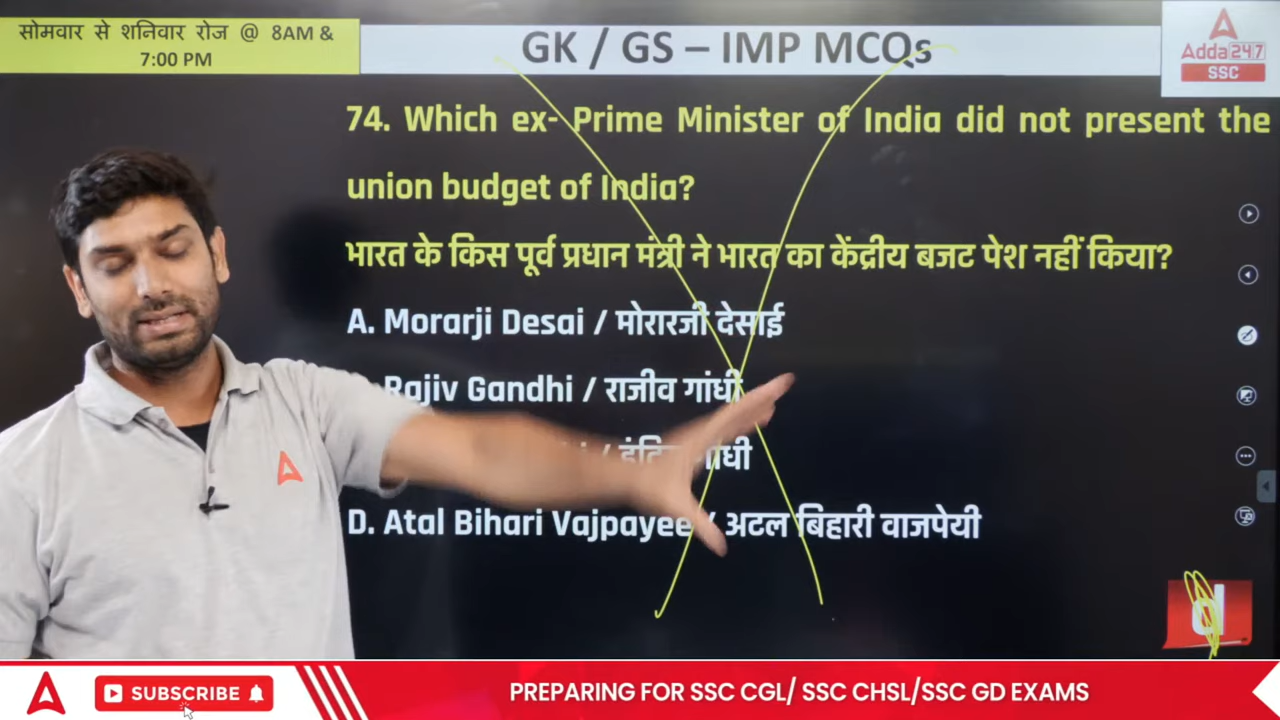 सोमवार से शनिवार रोज @ 8AM &
7:00 PM
GK / GS – IMP MCQs
Adda247
SSC
74. Which ex- Prime Minister of India did not present the
union budget of India?
भारत के किस पूर्व प्रधान मंत्री ने भारत का केंद्रीय बजट पेश नहीं किया?
A. Morarji Desai / मोरारजी देसाई
Rajiv Gandhi / राजीव गांधी
/
D. Atal Bihari Vajpayee / अटल बिहारी वाजपेयी
d
SUBSCRIBE
PREPARING FOR SSC CGL/ SSC CHSL/SSC GD EXAMS